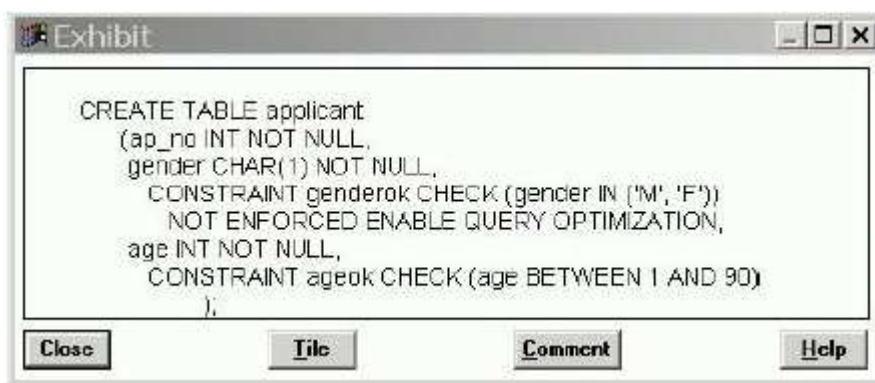 Exhibit
CREATE TABLE applicant
(ap_no INT NOT NULL,
gender CHAR(1) NOT NULL,
CONSTRAINT genderok CHECK (gender IN ('M', 'F'))
NOT ENFORCED ENABLE QUERY OPTIMIZATION,
age INT NOT NULL,
CONSTRAINT ageok CHECK (age BETWEEN 1 AND 90)
);
Close Tile Comment Help